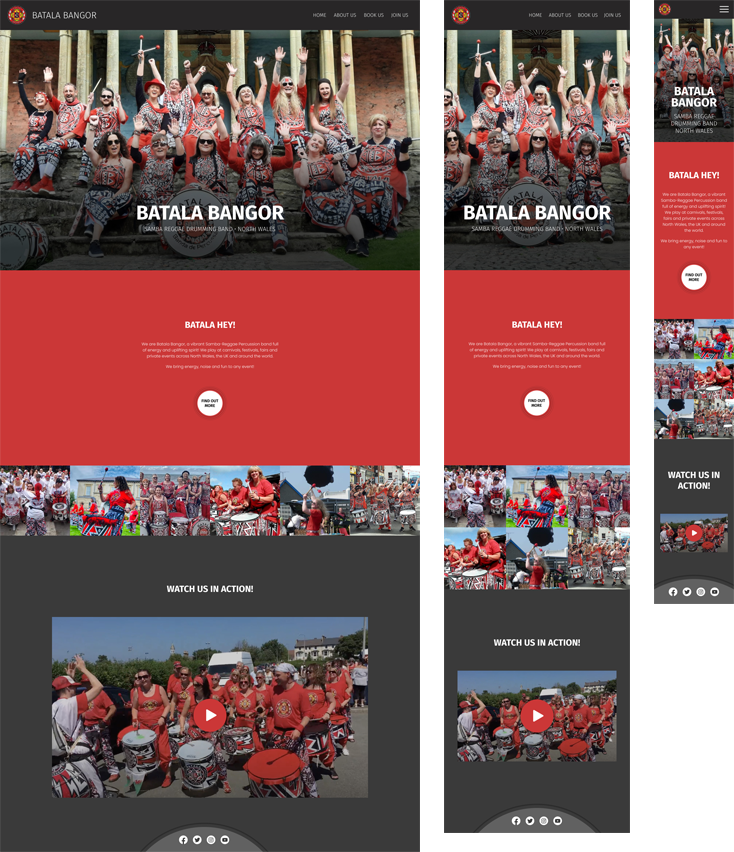 BATALA BANGOR
HOME ABOUT US BOOK US JOIN US
BATALA BANGOR
SAMBA REGGAE DRUMMING BAND - NORTH WALES
BATALA HEY!
We are Batala Bangor, a vibrant Sambar Reggae Percussion band full
of energy and uplifting spirit! We play at carnivals, festivals, fairs and
private events across North Wales, the UK and around the world.
We bring energy, noise and fun to any event!
FIND OUT
MORE
WATCH US IN ACTION!
HOME ABOUT US BOOK US JOIN US
BATALA BANGOR
SAMBA REGGAE DRUMMING BAND - NORTH WALES
BATALA HEY!
We are Batala Bangor, a vibrant Sambar Reggae Percussion band full
of energy and uplifting spirit! We play at carnivals, festivals, fairs and
private events across North Wales, the UK and around the world.
We bring energy, noise and fun to any event!
FIND OUT
MORE
WATCH US IN ACTION!
BATALA
BANGOR
SAMBA REGGAE
DRUMMING BAND
NORTH WALES
BATALA HEY!
We are Batala Bangor, a vibrant
Sambar Reggae Percussion band
full of energy and uplifting spirit!
We play at carnivals, festivals,
fairs and private events across
North Wales, the UK and around
the world.
We bring energy, noise and fun to
any event!
FIND OUT
MORE
WATCH US IN
ACTION!